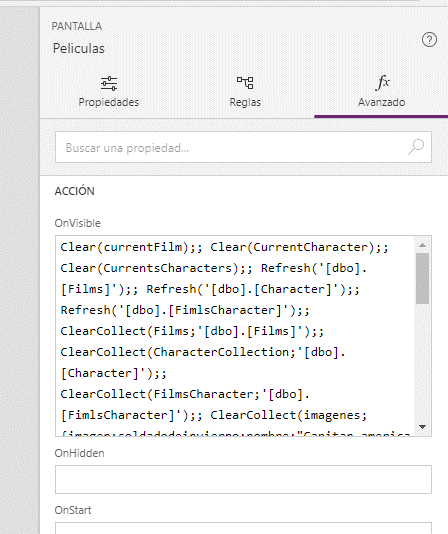 PANTALLA
Peliculas
Propiedades
Reglas
fx
Avanzado
Buscar una propiedad...
ACCIÓN
OnVisible
Clear(currentFilm);; Clear(CurrentCharacter);;
Clear(CurrentsCharacters);; Refresh('[dbo].
[Films]');; Refresh('[dbo].[Character]');;
Refresh('[dbo].[FimlsCharacter]');;
ClearCollect(Films;'[dbo].[Films]');;
ClearCollect(CharacterCollection;'[dbo].
[Character]');;
ClearCollect(FilmsCharacter;'[dbo].
[FimlsCharacter]');; ClearCollect(imagenes;
{imagen:soldadodeinvierno;nombre:"Capitan america
OnHidden
OnStart